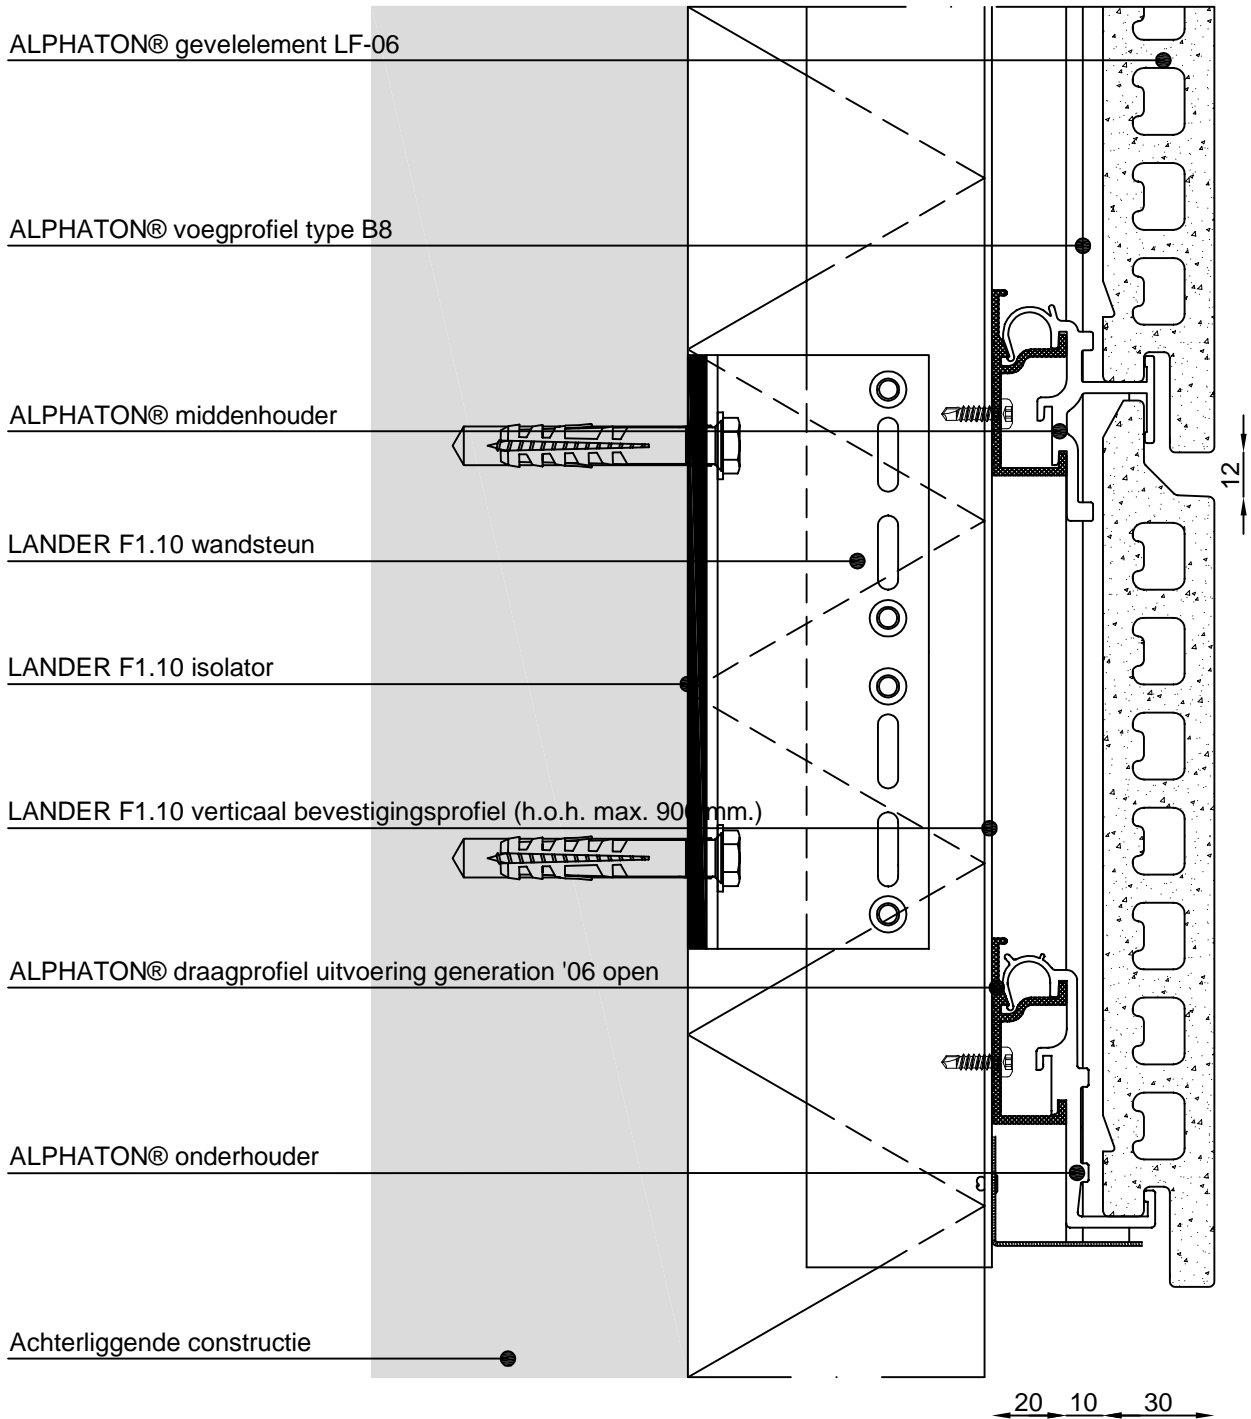 ALPHATON® gevelelement LF-06
ALPHATON® voegprofiel type B8
ALPHATON® middenhouder
12
LANDER F1.10 wandsteun
LANDER F1.10 isolator
LANDER F1.10 verticaal bevestigingsprofiel (h.o.h. max. 900 mm.)
ALPHATON® draagprofiel uitvoering generation '06 open
ALPHATON® onderhouder
Achterliggende constructie
20 10 30